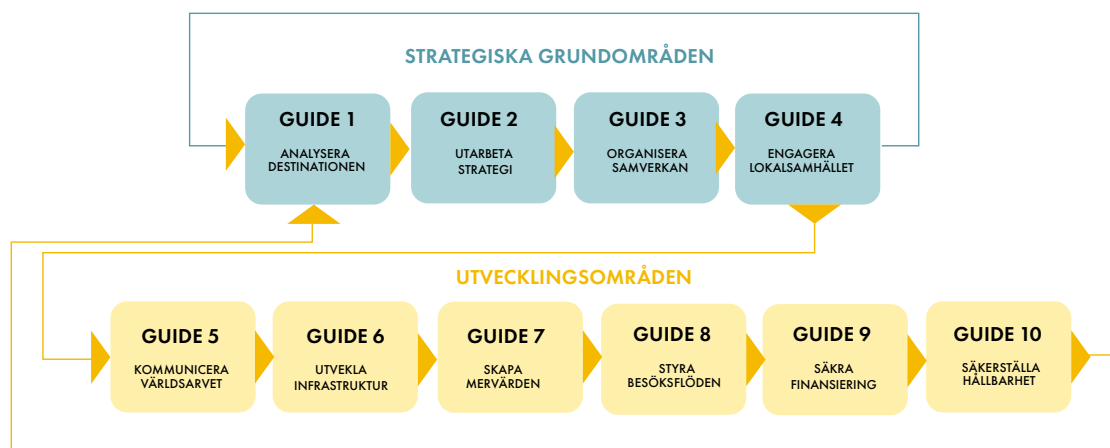 STRATEGISKA GRUNDOMRÅDEN
GUIDE 1
ANALYSERA
DESTINATIONEN
GUIDE 2
UTARBETA
STRATEGI
GUIDE 3
ORGANISERA
SAMVERKAN
GUIDE 4
ENGAGERA
LOKALSAMHÄLLET
UTVECKLINGSOMRÅDEN
GUIDE 5
KOMMUNICERA
VÄRLDSARVET
GUIDE 6
UTVEKLA
INFRASTRUKTUR
GUIDE 7
SKAPA
MERVÄRDEN
GUIDE 8
STYRA
BESÖKSFLÖDEN
GUIDE 9
SÄKRA
FINANSIERING
GUIDE 10
SÄKERSTÄLLA
HÅLLBARHET